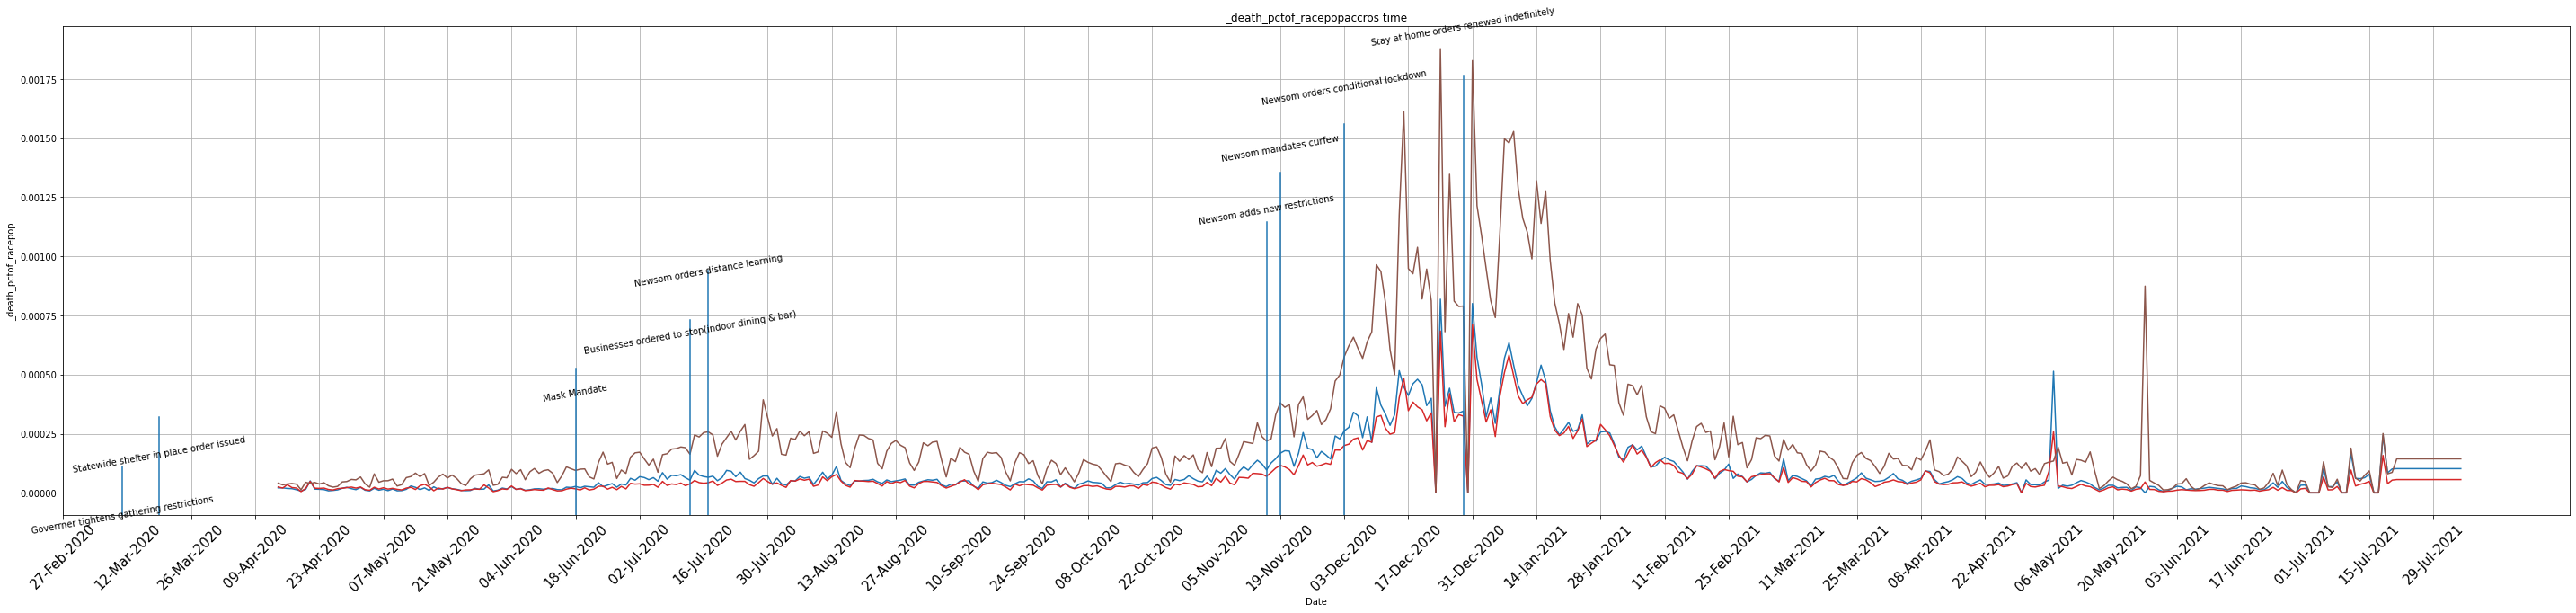 _death_pctof_racepopaccros time
Stay at home orders renewed indefinitely
Newsom orders conditional lockdown
Newsom mandates curfew
Newsom adds new restrictions
Newsom orders distance learning
Businesses ordered to stop(indoor dining & bar)
Mask Mandate
Statewide shelter in place order issued
Goverrner tightens gathering restrictions
_death_pctof_racepop
0.00175
0.00150
0.00125
0.00100
0.00075
0.00050
0.00025
0.00000
27-Feb-2020
12-Mar-2020
26-Mar-2020
09-Apr-2020
23-Apr-2020
07-May-2020
21-May-2020
04-Jun-2020
18-Jun-2020
02-Jul-2020
16-Jul-2020
30-Jul-2020
13-Aug-2020
27-Aug-2020
10-Sep-2020
24-Sep-2020
08-Oct-2020
22-Oct-2020
05-Nov-2020
19-Nov-2020
03-Dec-2020
17-Dec-2020
31-Dec-2020
14-Jan-2021
28-Jan-2021
11-Feb-2021
25-Feb-2021
11-Mar-2021
25-Mar-2021
08-Apr-2021
22-Apr-2021
06-May-2021
20-May-2021
03-Jun-2021
17-Jun-2021
01-Jul-2021
15-Jul-2021
29-Jul-2021
Date